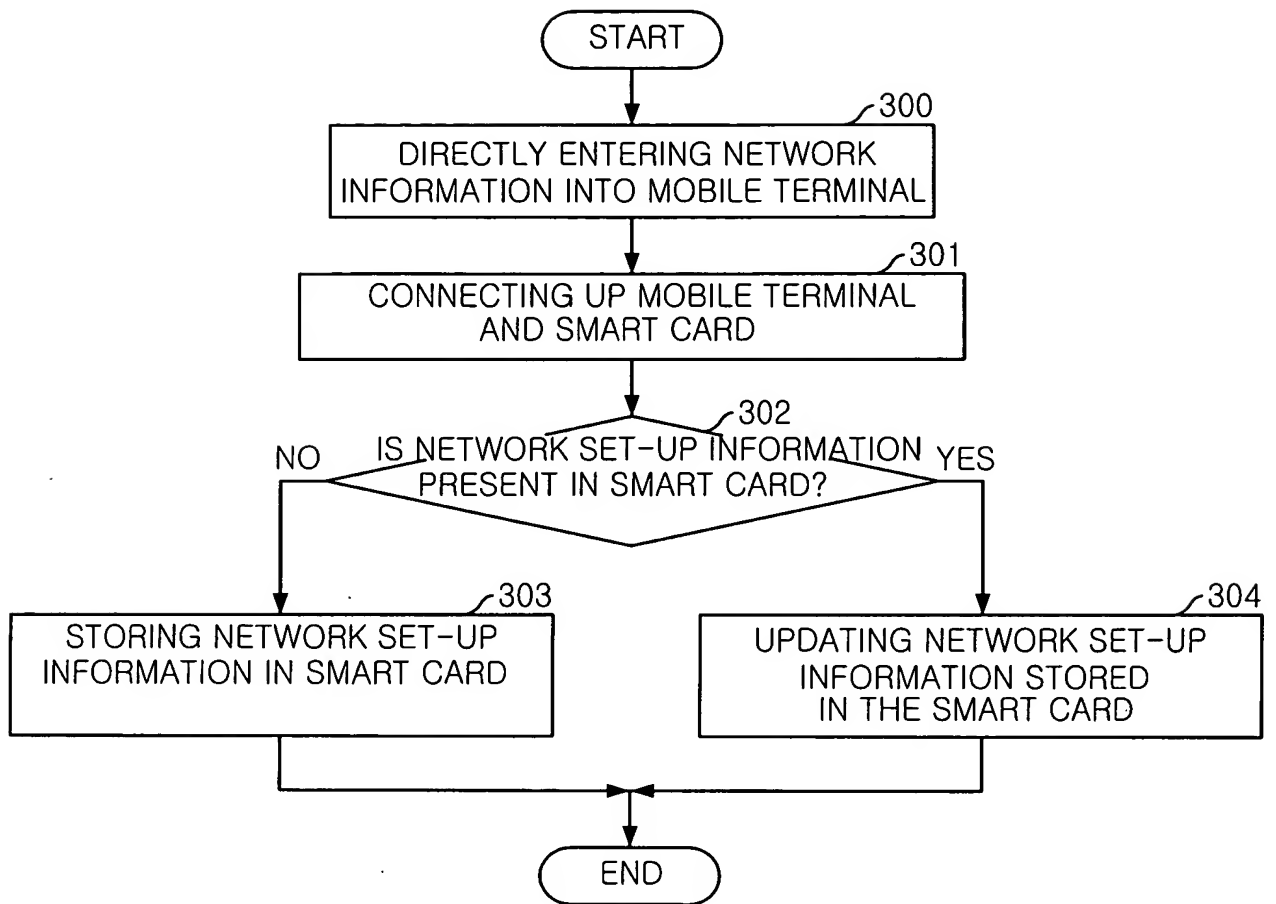 START
300
DIRECTLY ENTERING NETWORK
INFORMATION INTO MOBILE TERMINAL
301
CONNECTING UP MOBILE TERMINAL
AND SMART CARD
302
IS NETWORK SET-UP INFORMATION
PRESENT IN SMART CARD?
NO
YES
303
STORING NETWORK SET-UP
INFORMATION IN SMART CARD
304
UPDATING NETWORK SET-UP
INFORMATION STORED
IN THE SMART CARD
END